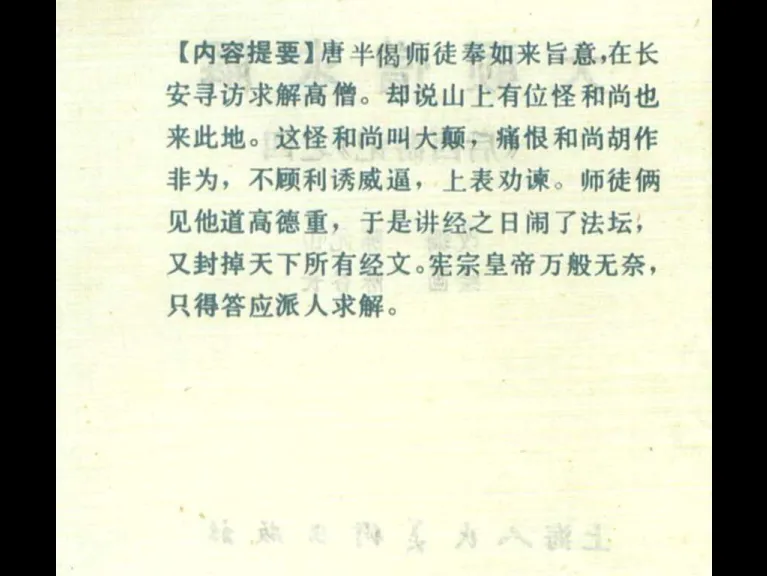 【内容提要】唐半偈师徒奉如来旨意,在长
安寻访求解高僧。却说山上有位怪和尚也
来此地。这怪和尚叫大颠，痛恨和尚胡作
非为，不顾利诱威逼，上表劝谏。师徒俩
见他道高德重，于是讲经之日闹了法坛，
又封掉天下所有经文。宪宗皇帝万般无奈，
只得答应派人求解。
上海人民美术出版社